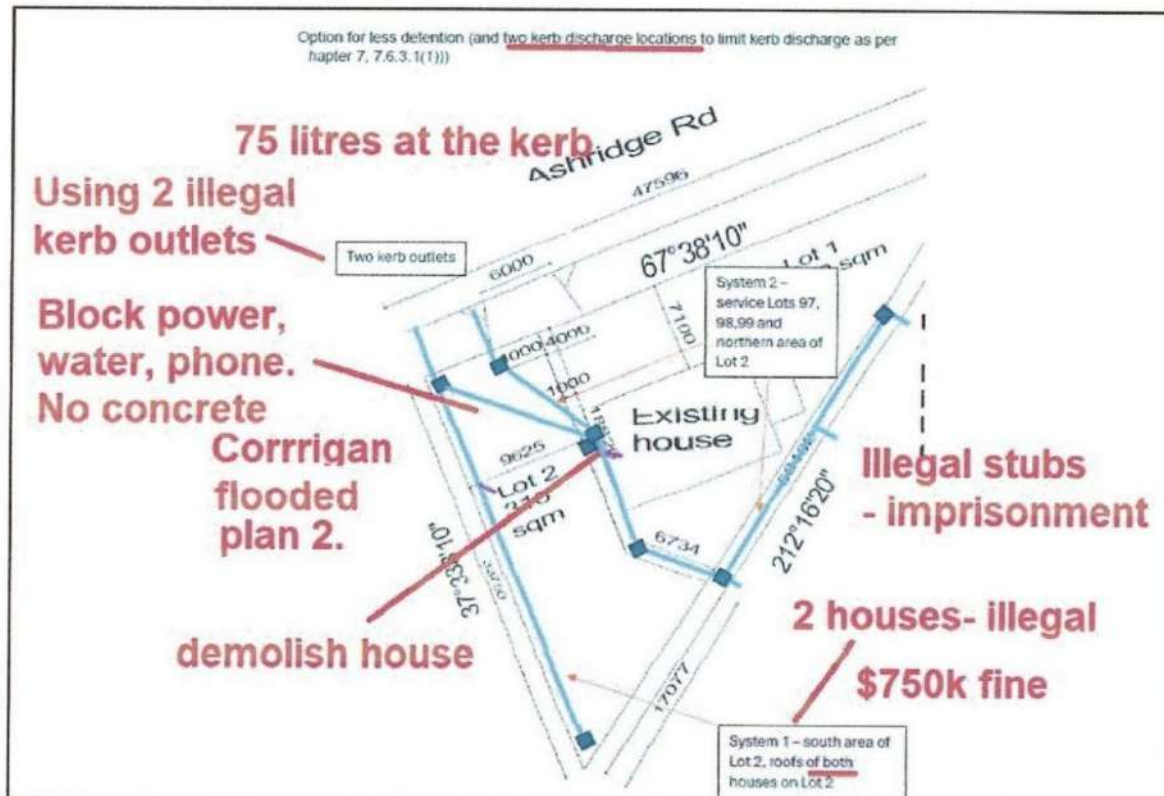 Option for less detention (and two kerb discharge locations to limit kerb discharge as per
hapter 7, 7.6.3.1(1)))
75 litres at the kerb
Ashridge Rd
47596
Using 2 illegal
kerb outlets
Two kerb outlets
6000
67°38'10"
Lot 1
sqm
System 2 –
service Lots 97,
98,99 and
northern area of
Lot 2
7100
Block power,
water, phone.
No concrete
4000
1000
Existing
house
Corrrigan
flooded
plan 2.
9625
Lot 2
310
sqm
37°33'10"
33750
6734
212°16'20"
Illegal stubs
- imprisonment
demolish house
17077
2 houses- illegal
$750k fine
System 1 – south area of
Lot 2, roofs of both
houses on Lot 2